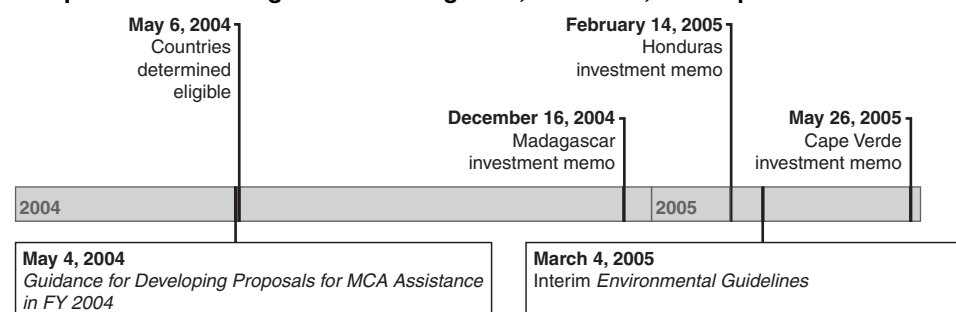 May 6, 2004
Countries
determined
eligible
February 14, 2005
Honduras
investment memo
December 16, 2004
Madagascar
investment memo
May 26, 2005
Cape Verde
investment memo
2004
2005
May 4, 2004
Guidance for Developing Proposals for MCA Assistance
in FY 2004
March 4, 2005
Interim Environmental Guidelines